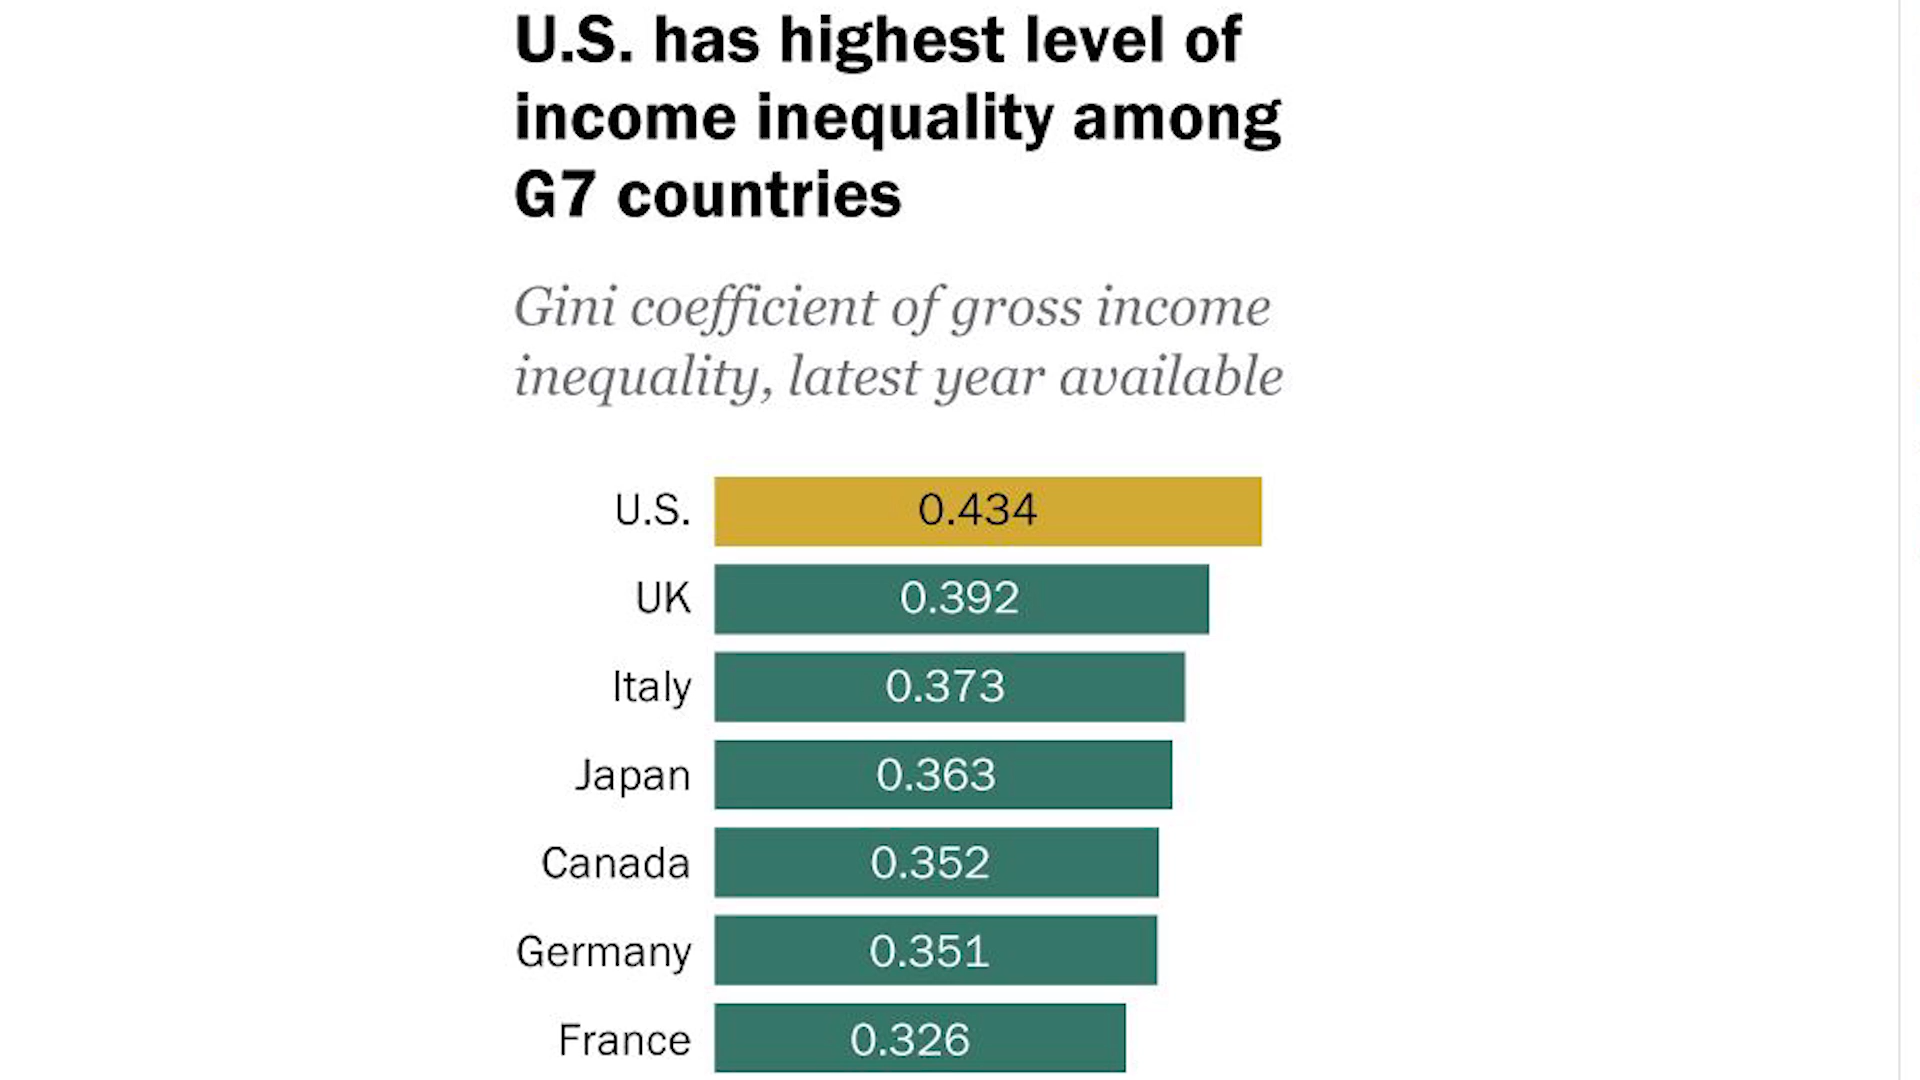 U.S. has highest level of
income inequality among
G7 countries
Gini coefficient of gross income
inequality, latest year available
U.S. 0.434
UK 0.392
Italy 0.373
Japan 0.363
Canada 0.352
Germany 0.351
France 0.326